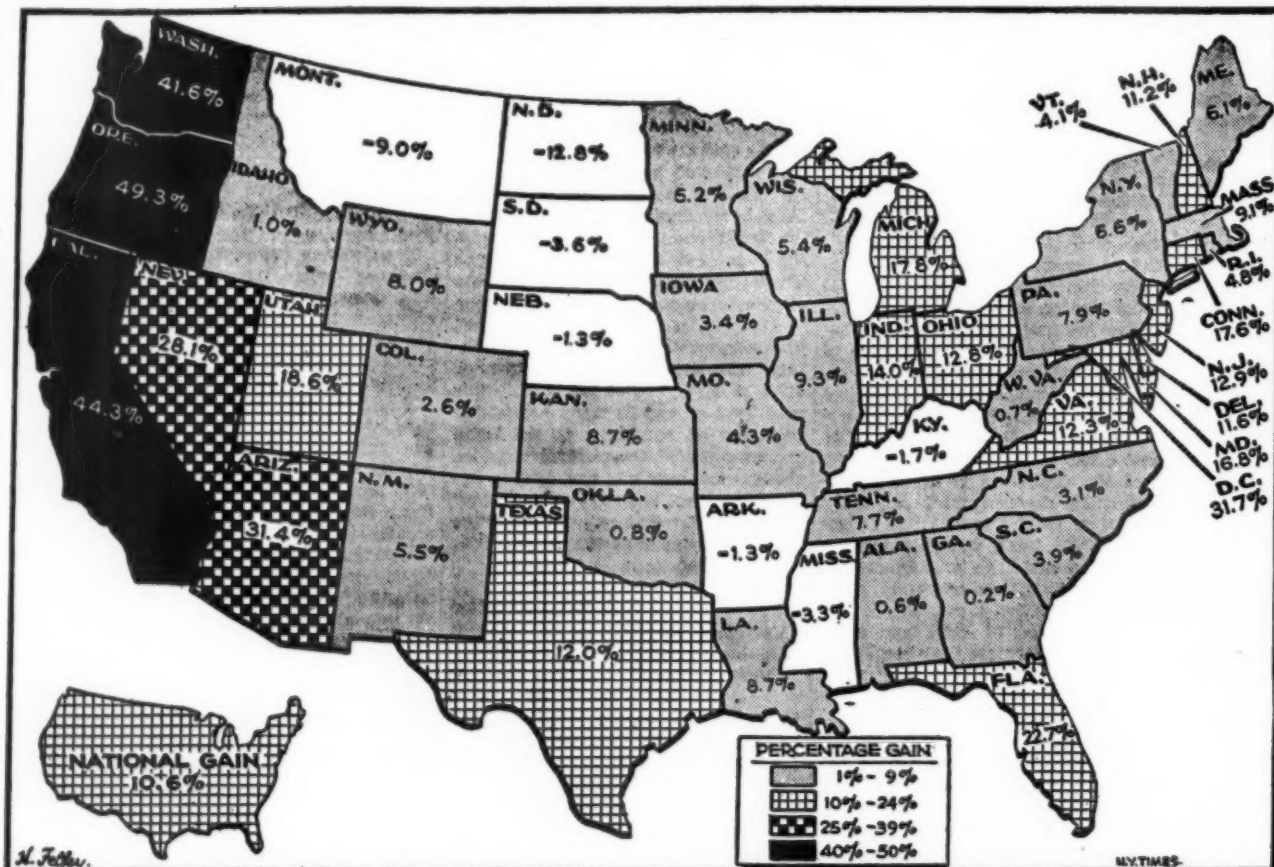 WASH.
41.6%
ORE.
49.3%
CAL.
44.3%
NEV.
28.1%
IDAHO
1.0%
MONT.
-9.0%
WYO.
8.0%
UTAH
18.6%
COL.
2.6%
ARIZ.
31.4%
N.M.
5.5%
N.D.
-12.8%
S.D.
-3.6%
NEB.
-1.3%
KAN.
8.7%
OKLA.
0.8%
TEXAS
12.0%
MINN.
5.2%
IOWA
3.4%
MO.
4.3%
ARK.
-1.3%
LA.
8.7%
WIS.
5.4%
ILL.
9.3%
MICH.
17.8%
IND.
14.0%
OHIO
12.8%
KY.
-1.7%
TENN.
7.7%
MISS.
-3.3%
ALA.
0.6%
GA.
0.2%
FLA.
22.7%
S.C.
3.9%
N.C.
3.1%
VA.
12.3%
W.VA.
0.7%
PA.
7.9%
N.Y.
6.6%
VT.
4.1%
N.H.
11.2%
ME.
6.1%
MASS.
9.1%
R.I.
4.8%
CONN.
17.6%
N.J.
12.9%
DEL.
11.6%
MD.
16.8%
D.C.
31.7%
NATIONAL GAIN
10.6%
PERCENTAGE GAIN
1%-9%
10%-24%
25%-39%
40%-50%
N.Y.TIMES